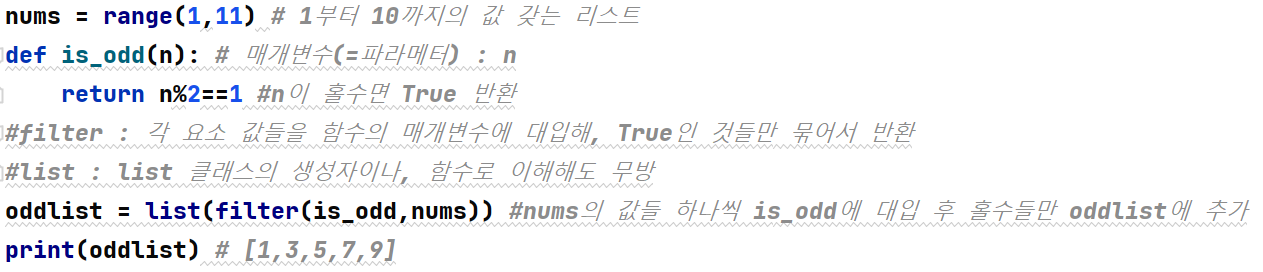 nums = range(1,11) # 1부터 10까지의 값 갖는 리스트
def is_odd(n): # 매개변수(=파라메터) : n
    return n%2==1 #n이 홀수면 True 반환
#filter : 각 요소 값들을 함수의 매개변수에 대입해, True인 것들만 묶어서 반환
#list : list 클래스의 생성자이나, 함수로 이해해도 무방
oddlist = list(filter(is_odd,nums)) #nums의 값들 하나씩 is_odd에 대입 후 홀수들만 oddlist에 추가
print(oddlist) # [1,3,5,7,9]